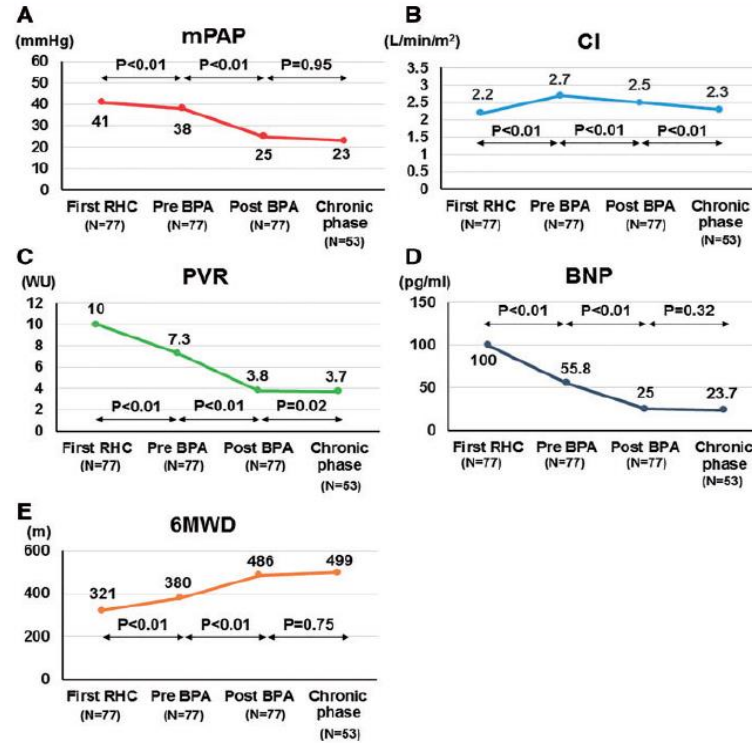 A
mPAP
(mmHg)
P<0.01 P<0.01 P=0.95
60
50
40
30
20
10
0
41
38
25
23
First RHC Pre BPA Post BPA Chronic
phase
(N=77) (N=77) (N=77) (N=53)
B
CI
(L/min/m²)
3.5
3
2.5
2
1.5
1
0.5
0
2.2
2.7
2.5
2.3
P<0.01 P<0.01 P<0.01
First RHC Pre BPA Post BPA Chronic
phase
(N=77) (N=77) (N=77) (N=53)
C
PVR
(WU)
12
10
8
6
4
2
0
10
7.3
3.8
3.7
P<0.01 P<0.01 P=0.02
First RHC Pre BPA Post BPA Chronic
phase
(N=77) (N=77) (N=77) (N=53)
D
BNP
(pg/ml)
150
100
50
0
P<0.01 P<0.01 P=0.32
100
55.8
25
23.7
First RHC Pre BPA Post BPA Chronic
phase
(N=77) (N=77) (N=77) (N=53)
E
6MWD
(m)
600
400
200
0
321
380
486
499
P<0.01 P<0.01 P=0.75
First RHC Pre BPA Post BPA Chronic
phase
(N=77) (N=77) (N=77) (N=53)